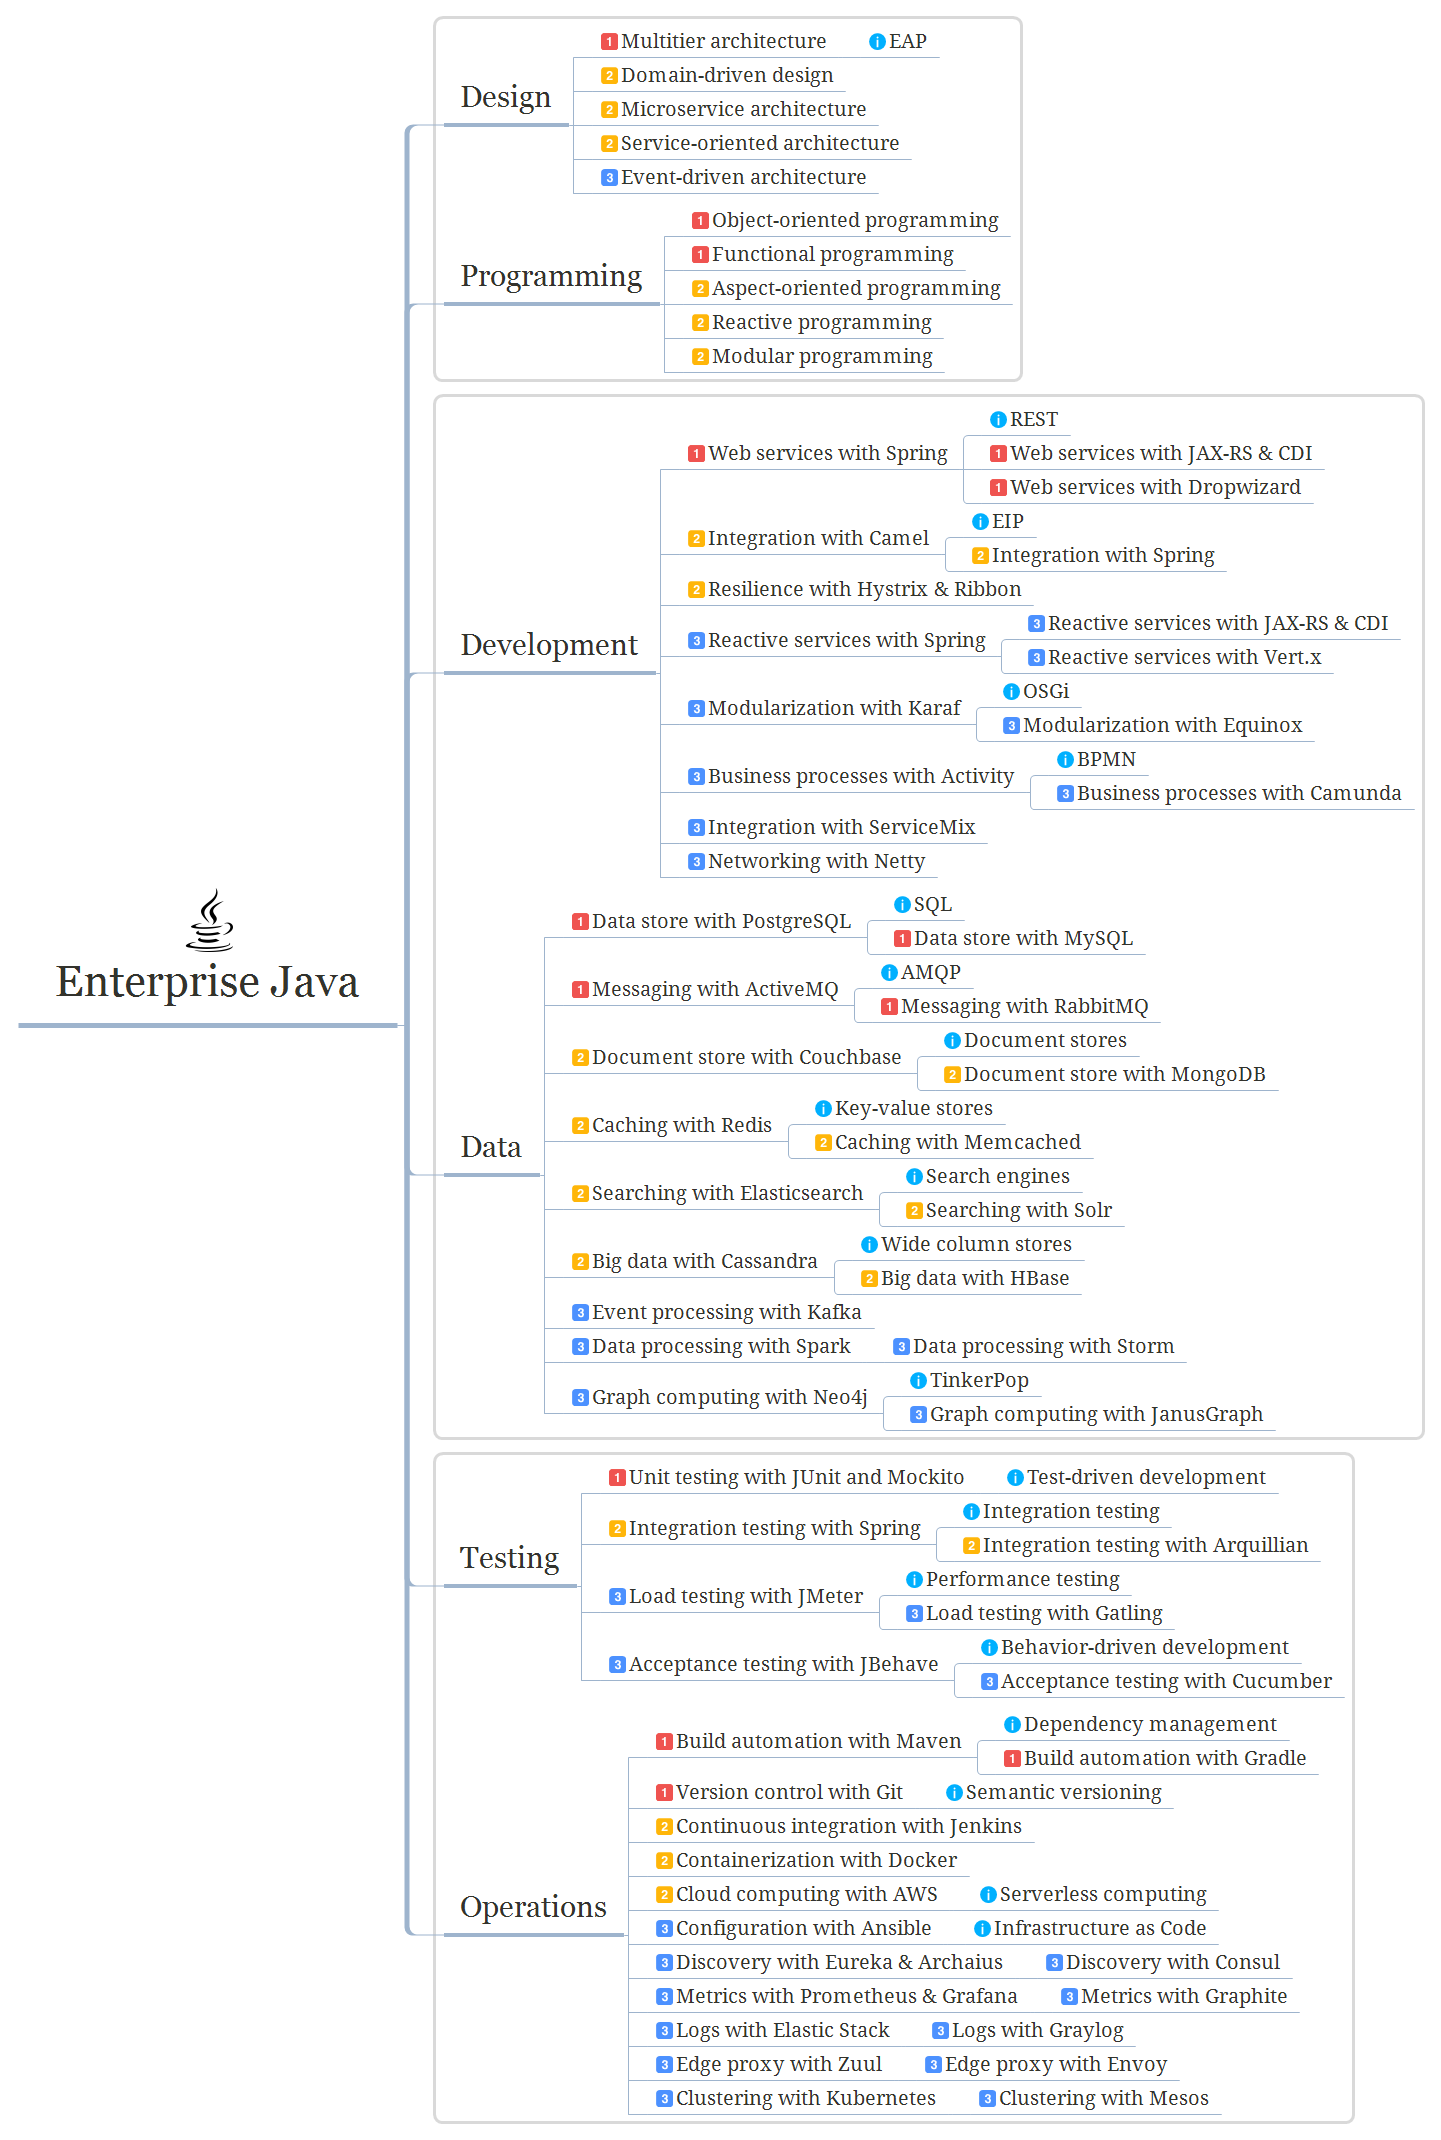 1 Multitier architecture i EAP
2 Domain-driven design
Design
2 Microservice architecture
2 Service-oriented architecture
3 Event-driven architecture
1 Object-oriented programming
1 Functional programming
Programming
2 Aspect-oriented programming
2 Reactive programming
2 Modular programming
i REST
1 Web services with Spring
1 Web services with JAX-RS & CDI
1 Web services with Dropwizard
i EIP
2 Integration with Camel
2 Integration with Spring
2 Resilience with Hystrix & Ribbon
Development
3 Reactive services with Spring
3 Reactive services with JAX-RS & CDI
3 Reactive services with Vert.x
i OSGi
3 Modularization with Karaf
3 Modularization with Equinox
i BPMN
3 Business processes with Activity
3 Business processes with Camunda
3 Integration with ServiceMix
3 Networking with Netty
Enterprise Java
i SQL
1 Data store with PostgreSQL
1 Data store with MySQL
i AMQP
1 Messaging with ActiveMQ
1 Messaging with RabbitMQ
i Document stores
2 Document store with Couchbase
2 Document store with MongoDB
i Key-value stores
2 Caching with Redis
2 Caching with Memcached
Data
i Search engines
2 Searching with Elasticsearch
2 Searching with Solr
i Wide column stores
2 Big data with Cassandra
2 Big data with HBase
3 Event processing with Kafka
3 Data processing with Spark 3 Data processing with Storm
i TinkerPop
3 Graph computing with Neo4j
3 Graph computing with JanusGraph
1 Unit testing with JUnit and Mockito i Test-driven development
i Integration testing
2 Integration testing with Spring
2 Integration testing with Arquillian
Testing
i Performance testing
3 Load testing with JMeter
3 Load testing with Gatling
i Behavior-driven development
3 Acceptance testing with JBehave
3 Acceptance testing with Cucumber
i Dependency management
1 Build automation with Maven
1 Build automation with Gradle
1 Version control with Git i Semantic versioning
2 Continuous integration with Jenkins
2 Containerization with Docker
2 Cloud computing with AWS i Serverless computing
Operations
3 Configuration with Ansible i Infrastructure as Code
3 Discovery with Eureka & Archaius 3 Discovery with Consul
3 Metrics with Prometheus & Grafana 3 Metrics with Graphite
3 Logs with Elastic Stack 3 Logs with Graylog
3 Edge proxy with Zuul 3 Edge proxy with Envoy
3 Clustering with Kubernetes 3 Clustering with Mesos